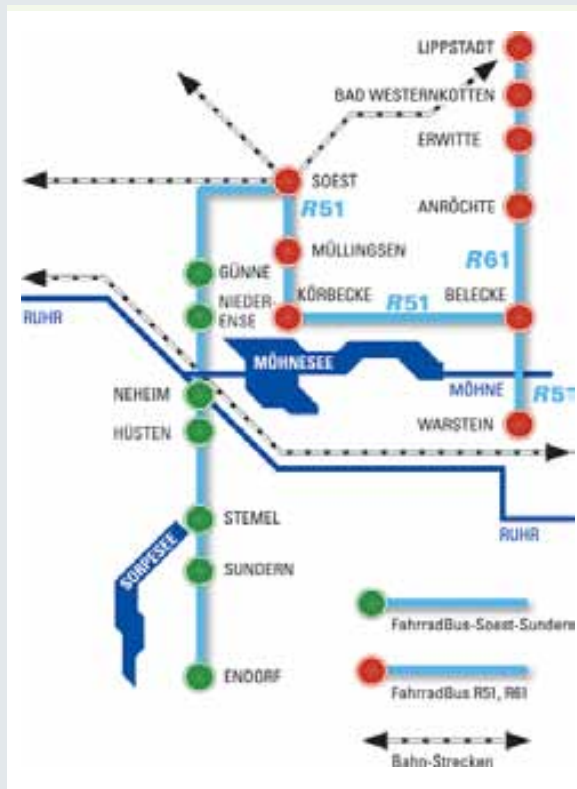 LIPPSTADT
BAD WESTERNKOTTEN
ERWITTE
SOEST
R51
ANRÖCHTE
MÜLLINGSEN
R61
GÜNNE
KÖRBECKE
R51
BELECKE
NIEDER-
ENSE
RUHR
MÖHNESEE
NEHEIM
MÖHNE
R51
HÜSTEN
WARSTEIN
STEMEL
RUHR
SORPESEE
SUNDERN
FahrradBus-Soest-Sundern
ENDORF
FahrradBus R51, R61
Bahn-Strecken